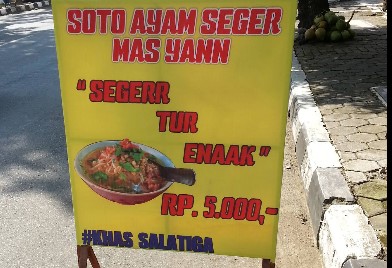 SOTO AYAM SEGER
MAS YANN
"SEGERR
TUR
ENAAK"
RP. 5.000,-
#KHAS SALATIGA